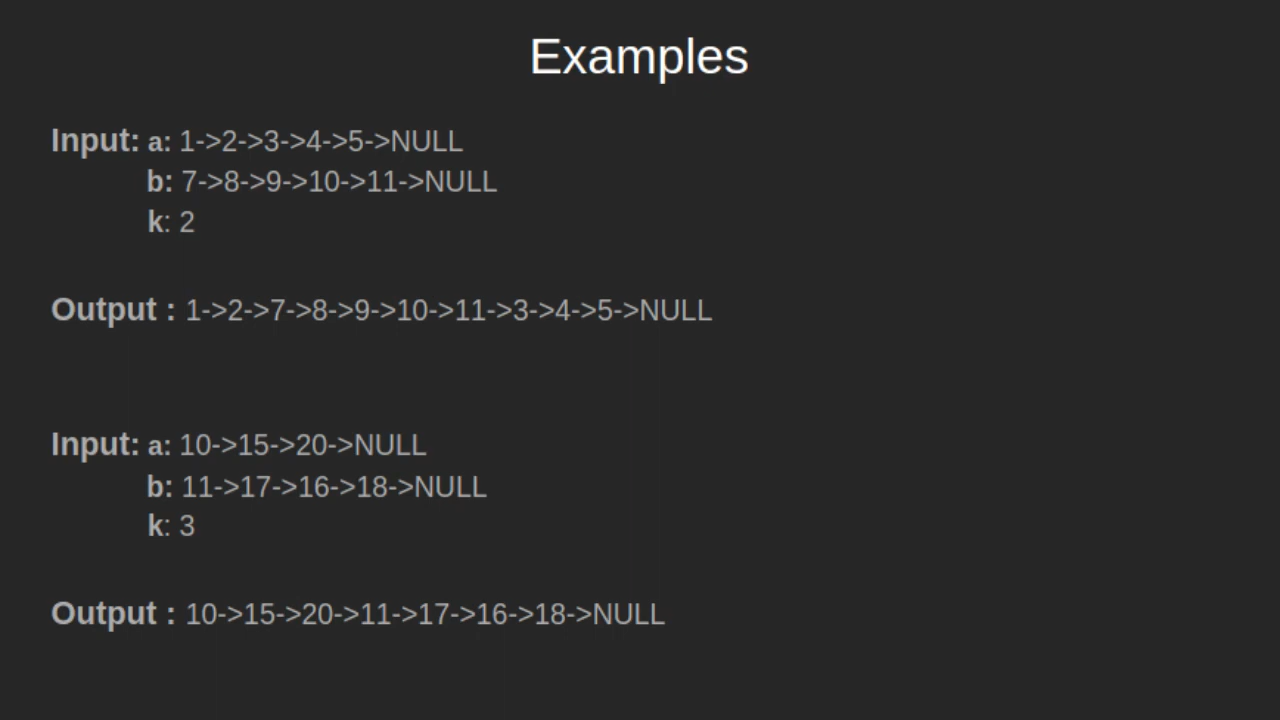 Examples
Input: a: 1->2->3->4->5->NULL
b: 7->8->9->10->11->NULL
k: 2
Output : 1->2->7->8->9->10->11->3->4->5->NULL
Input: a: 10->15->20->NULL
b: 11->17->16->18->NULL
k: 3
Output : 10->15->20->11->17->16->18->NULL